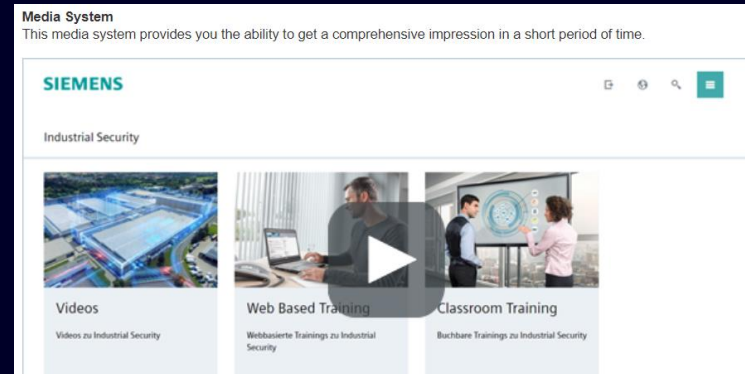 Media System
This media system provides you the ability to get a comprehensive impression in a short period of time.
SIEMENS
Industrial Security
Videos
Web Based Training
Classroom Training
Videos zu Industrial Security
Webbasierte Trainings zu Industrial
Security
Buchbare Trainings zu Industrial Security